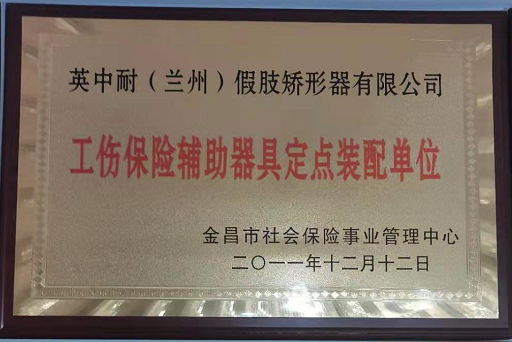 英中耐（兰州）假肢矫形器有限公司
工伤保险辅助器具定点装配单位
金昌市社会保险事业管理中心
二〇一一年十二月十二日